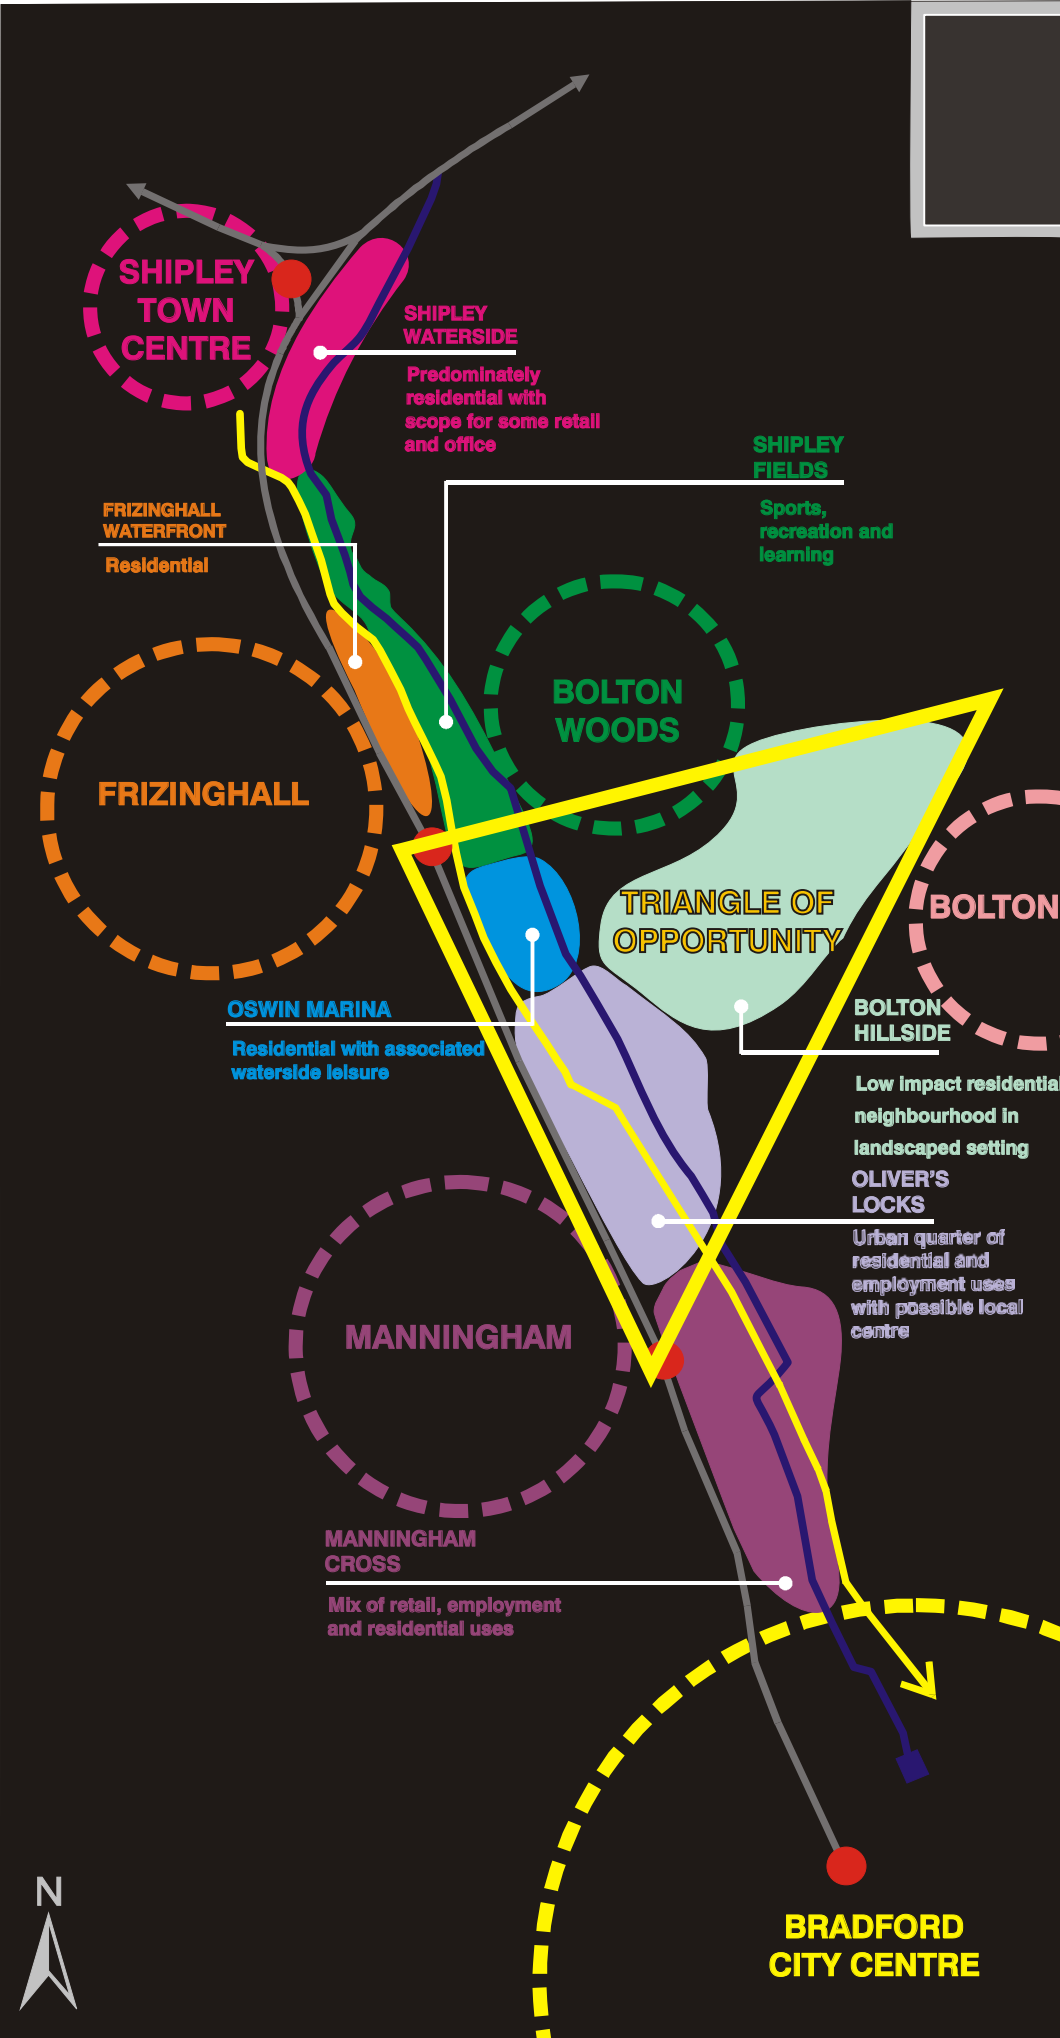 SHIPLEY
TOWN
CENTRE
SHIPLEY
WATERSIDE
Predominately
residential with
scope for some retail
and office
SHIPLEY
FIELDS
Sports,
recreation and
learning
FRIZINGHALL
WATERFRONT
Residential
BOLTON
WOODS
FRIZINGHALL
TRIANGLE OF
OPPORTUNITY
BOLTON
OSWIN MARINA
Residential with associated
waterside leisure
BOLTON
HILLSIDE
Low impact residential
neighbourhood in
landscaped setting
OLIVER'S
LOCKS
Urban quarter of
residential and
employment uses
with possible local
centre
MANNINGHAM
MANNINGHAM
CROSS
Mix of retail, employment
and residential uses
N
BRADFORD
CITY CENTRE